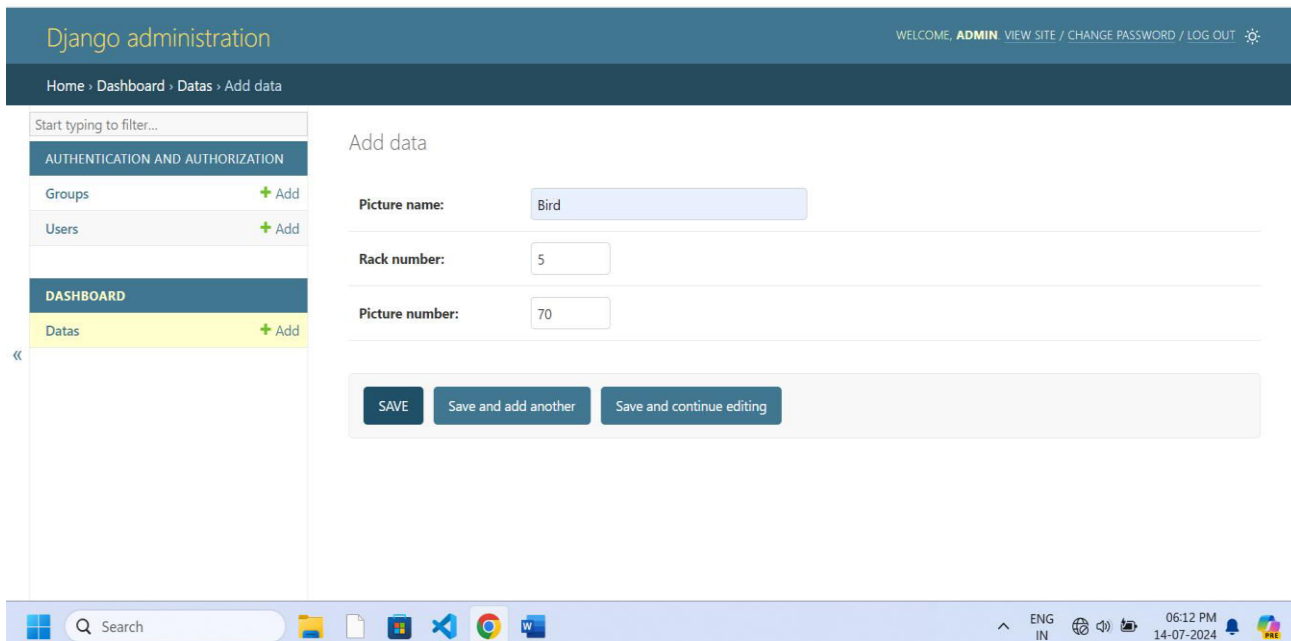 Django administration
WELCOME, ADMIN. VIEW SITE / CHANGE PASSWORD / LOG OUT
Home › Dashboard › Datas › Add data
Start typing to filter...
AUTHENTICATION AND AUTHORIZATION
Groups + Add
Users + Add
DASHBOARD
Datas + Add
«
Add data
Picture name: Bird
Rack number: 5
Picture number: 70
SAVE Save and add another Save and continue editing
Search
ENG
IN
06:12 PM
14-07-2024
PRE